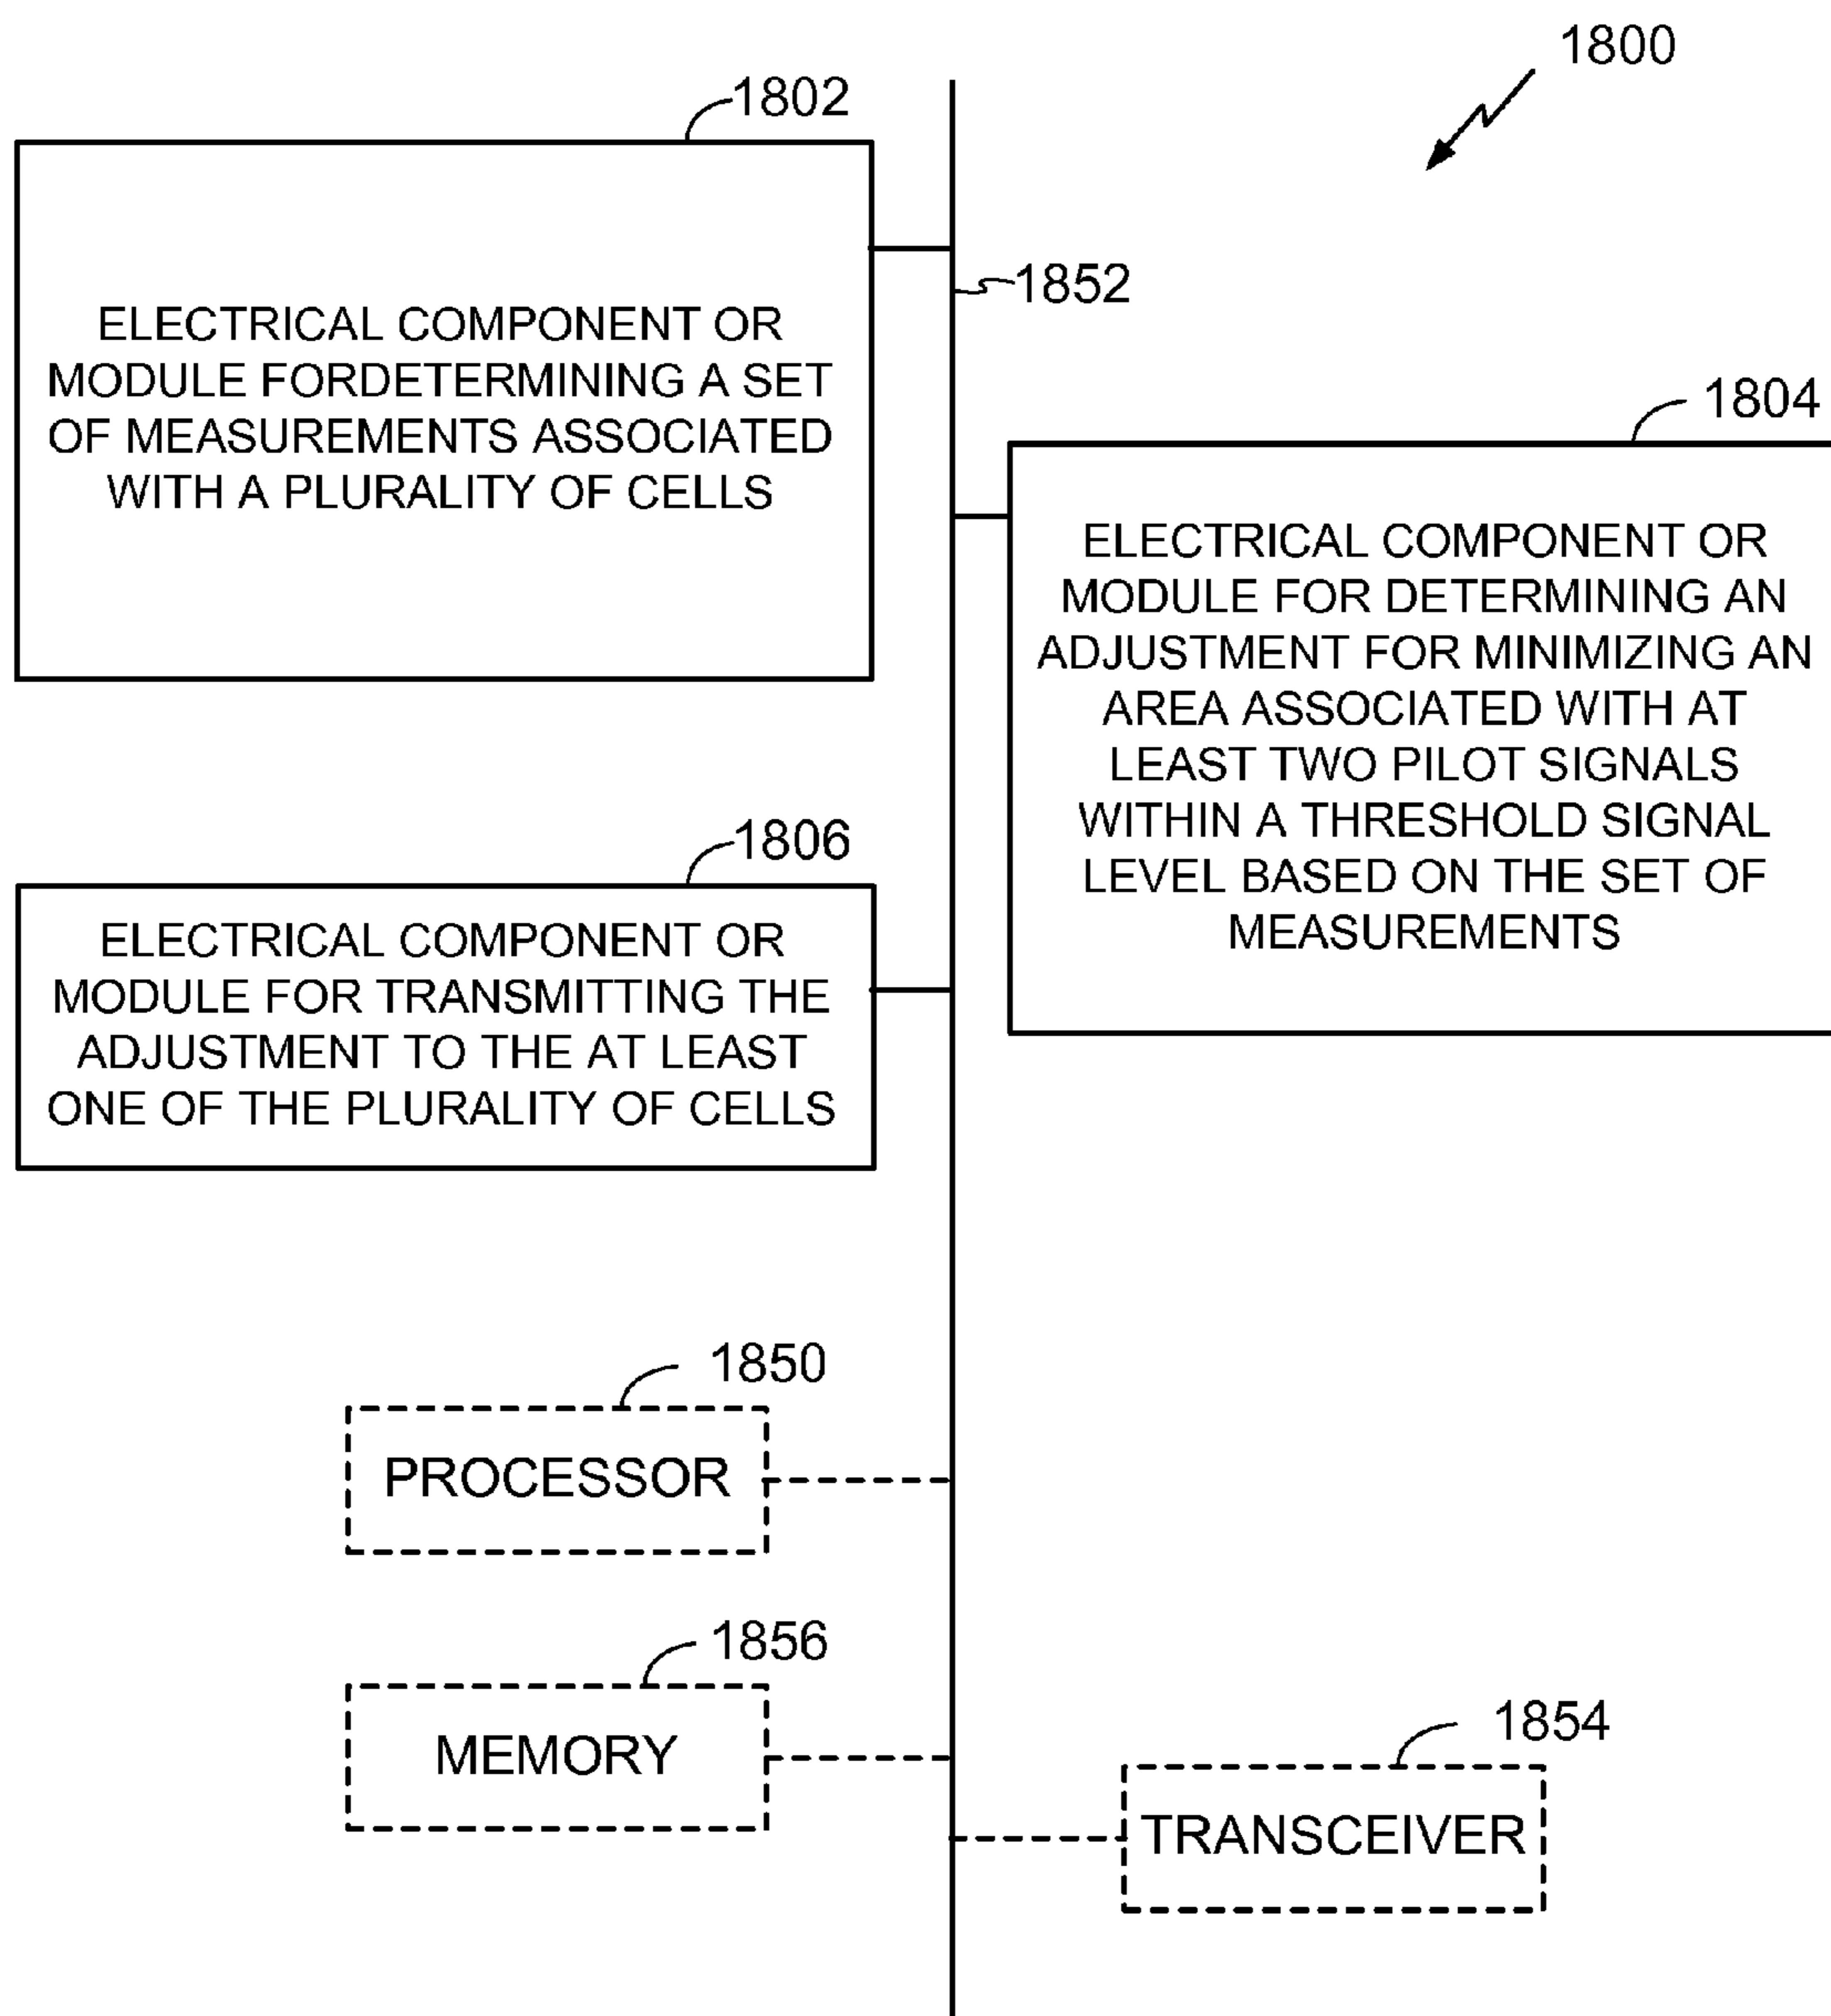 1800
1802
ELECTRICAL COMPONENT OR
MODULE FORDETERMINING A SET
OF MEASUREMENTS ASSOCIATED
WITH A PLURALITY OF CELLS
1852
1804
ELECTRICAL COMPONENT OR
MODULE FOR DETERMINING AN
ADJUSTMENT FOR MINIMIZING AN
AREA ASSOCIATED WITH AT
LEAST TWO PILOT SIGNALS
WITHIN A THRESHOLD SIGNAL
LEVEL BASED ON THE SET OF
MEASUREMENTS
1806
ELECTRICAL COMPONENT OR
MODULE FOR TRANSMITTING THE
ADJUSTMENT TO THE AT LEAST
ONE OF THE PLURALITY OF CELLS
1850
PROCESSOR
1856
MEMORY
1854
TRANSCEIVER